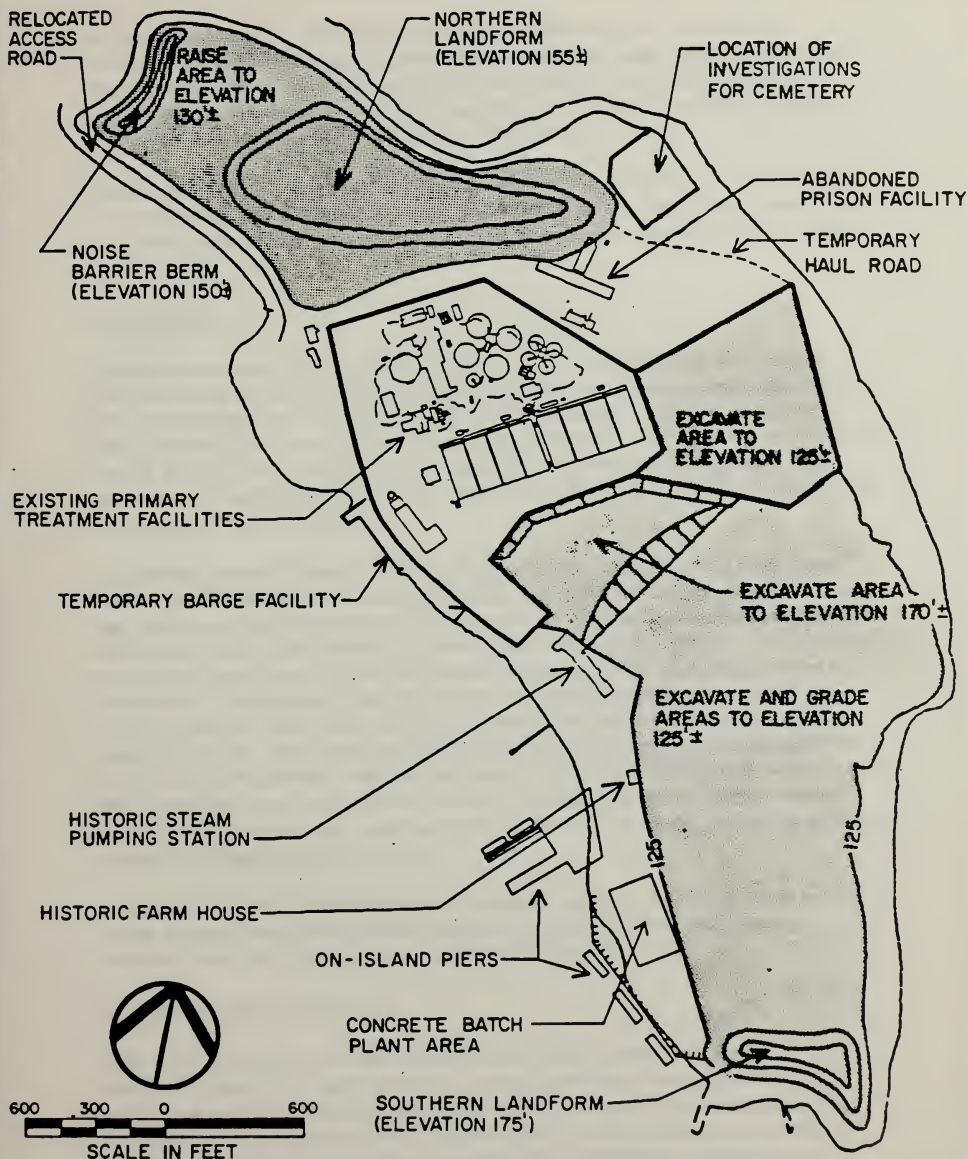 RELOCATED
ACCESS
ROAD
RAISE
AREA TO
ELEVATION
130'±
NORTHERN
LANDFORM
(ELEVATION 155'±)
LOCATION OF
INVESTIGATIONS
FOR CEMETERY
ABANDONED
PRISON FACILITY
TEMPORARY
HAUL ROAD
NOISE
BARRIER BERM
(ELEVATION 150'±)
EXCAVATE
AREA TO
ELEVATION 125'±
EXISTING PRIMARY
TREATMENT FACILITIES
TEMPORARY BARGE FACILITY
EXCAVATE AREA
TO ELEVATION 170'±
EXCAVATE AND GRADE
AREAS TO ELEVATION
125'±
HISTORIC STEAM
PUMPING STATION
125
125
HISTORIC FARM HOUSE
ON-ISLAND PIERS
CONCRETE BATCH
PLANT AREA
SOUTHERN LANDFORM
(ELEVATION 175')
600 300 0 600
SCALE IN FEET